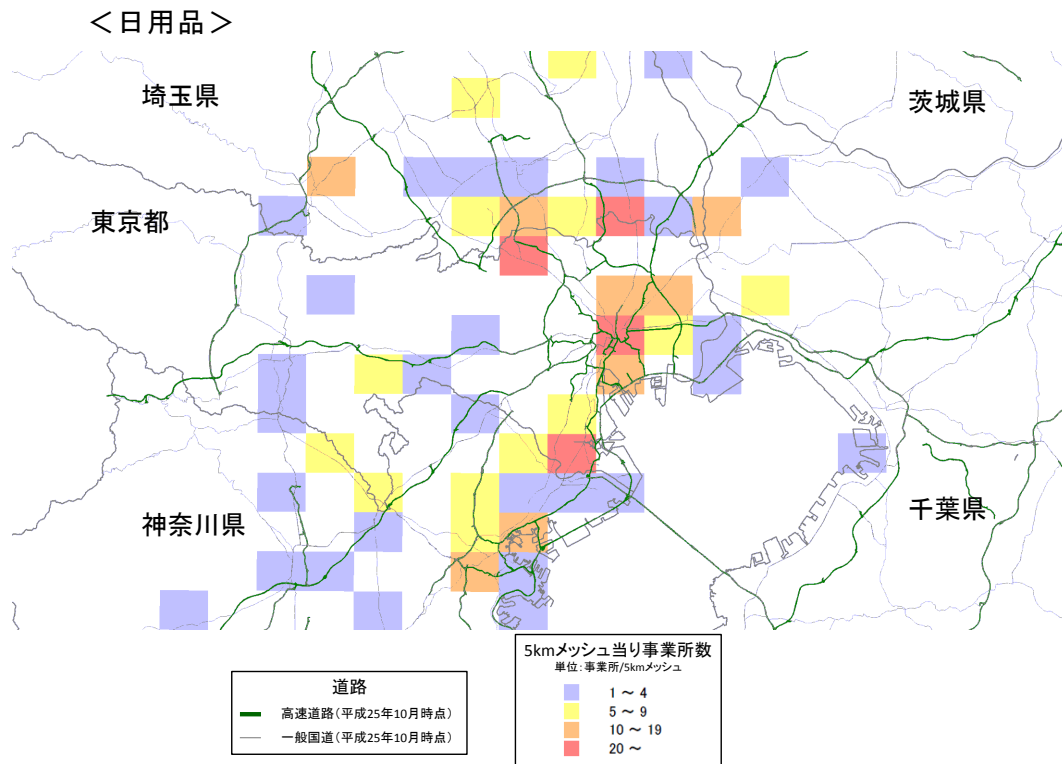 ＜日用品＞
埼玉県
茨城県
東京都
神奈川県
千葉県
道路
高速道路(平成25年10月時点)
一般国道(平成25年10月時点)
5kmメッシュ当り事業所数
単位:事業所/5kmメッシュ
1 ～ 4
5 ～ 9
10 ～ 19
20 ～